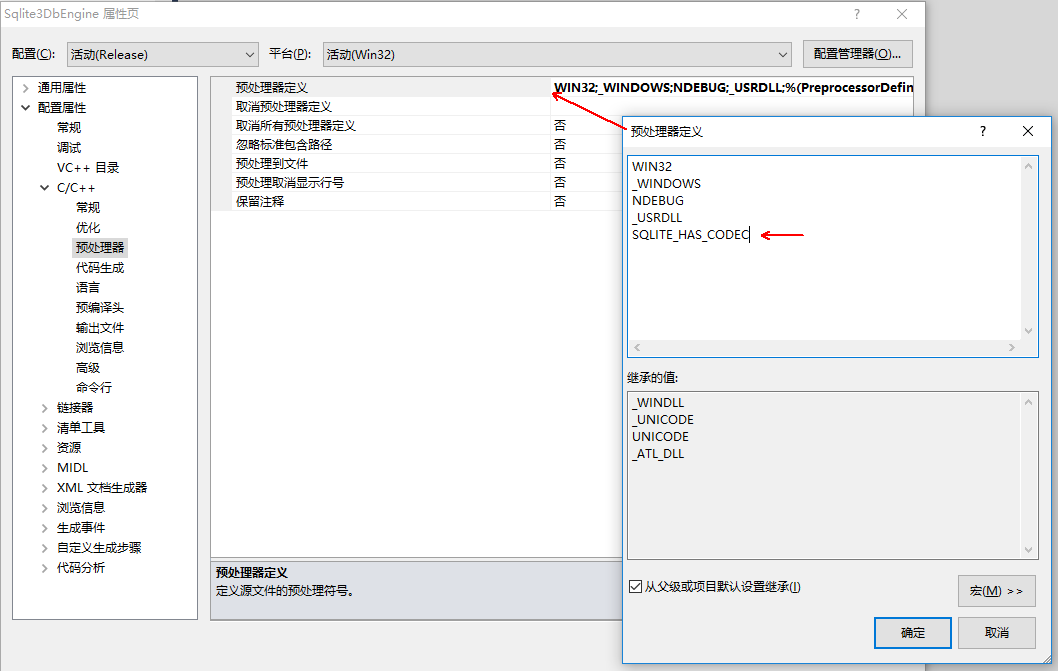 Sqlite3DbEngine 属性页
配置(C):
活动(Release)
平台(P):
活动(Win32)
配置管理器(O)...
通用属性
配置属性
常规
调试
VC++ 目录
C/C++
常规
优化
预处理器
代码生成
语言
预编译头
输出文件
浏览信息
高级
命令行
链接器
清单工具
资源
MIDL
XML 文档生成器
浏览信息
生成事件
自定义生成步骤
代码分析
预处理器定义 WIN32;_WINDOWS;NDEBUG;_USRDLL;%(PreprocessorDefin
取消预处理器定义
取消所有预处理器定义 否
忽略标准包含路径 否
预处理到文件 否
预处理取消显示行号 否
保留注释 否
预处理器定义
定义源文件的预处理符号。
预处理器定义
WIN32
_WINDOWS
NDEBUG
_USRDLL
SQLITE_HAS_CODEC
继承的值:
_WINDLL
_UNICODE
UNICODE
_ATL_DLL
从父级或项目默认设置继承(I)
宏(M) >>
确定
取消